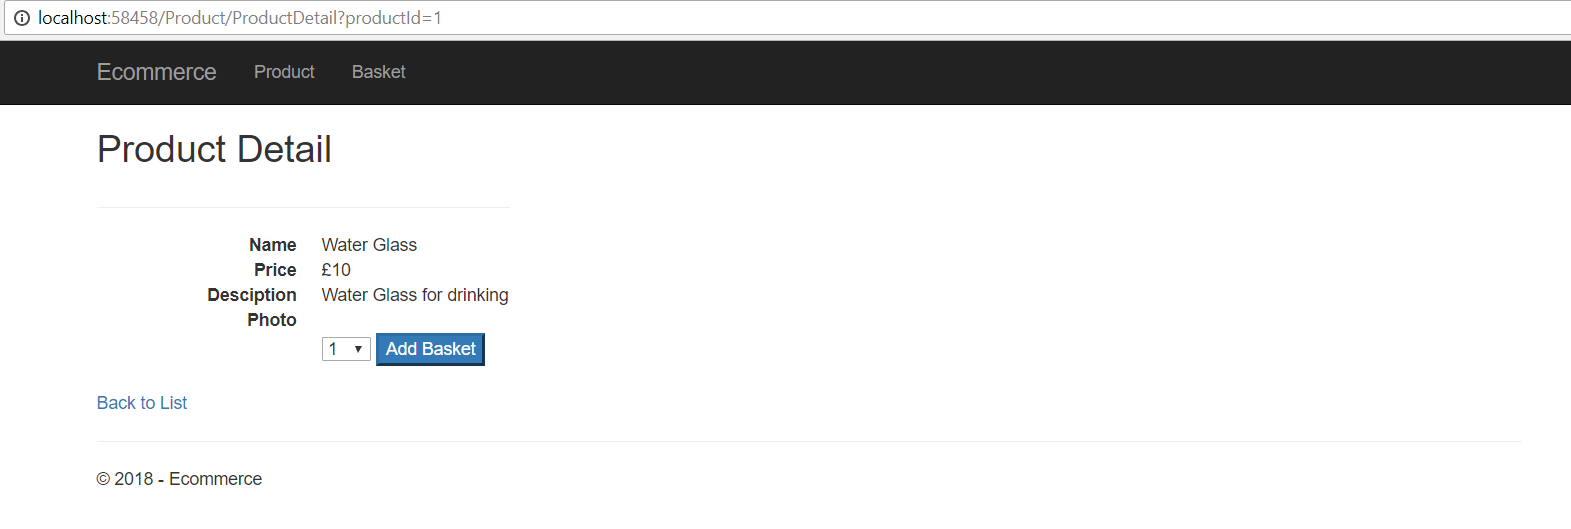 localhost:58458/Product/ProductDetail?productId=1
Ecommerce Product Basket
Product Detail
Name Water Glass
Price £10
Desciption Water Glass for drinking
Photo
1 Add Basket
Back to List
© 2018 - Ecommerce